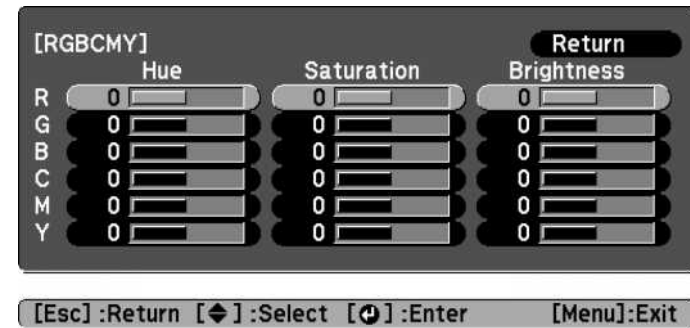 [RGBCMY] Return
Hue Saturation Brightness
R 0 0 0
G 0 0 0
B 0 0 0
C 0 0 0
M 0 0 0
Y 0 0 0
[Esc] :Return [◆] :Select [⏎] :Enter [Menu]:Exit